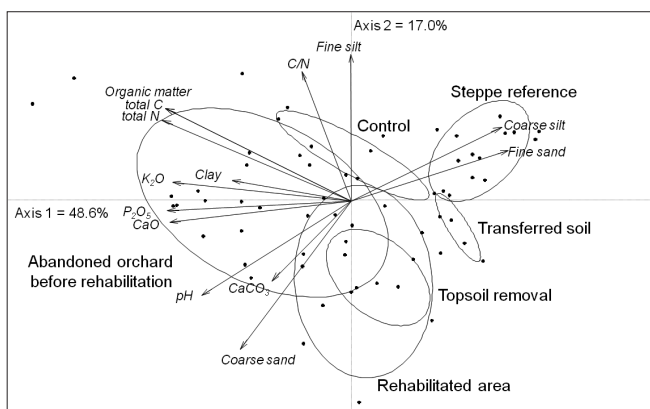 Axis 2 = 17.0%
Fine silt
C/N
Steppe reference
Organic matter
total C
total N
Control
Coarse silt
Fine sand
K2O
Clay
Axis 1 = 48.6%
P2O5
CaO
Transferred soil
Abandoned orchard
before rehabilitation
pH
CaCO3
Topsoil removal
Coarse sand
Rehabilitated area